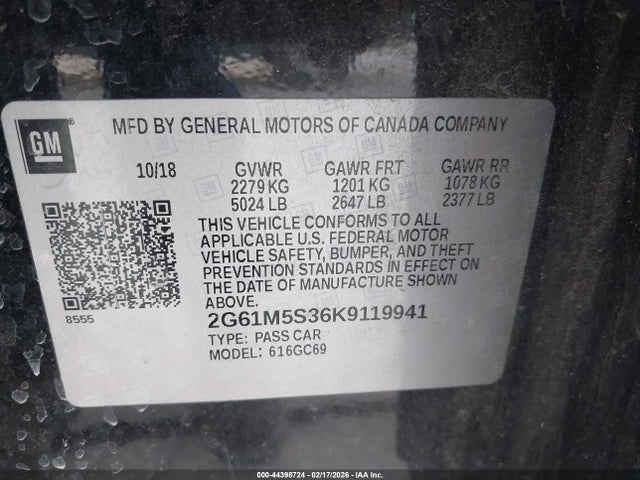 GM
MFD BY GENERAL MOTORS OF CANADA COMPANY
10/18 GVWR GAWR FRT GAWR RR
2279 KG 1201 KG 1078 KG
5024 LB 2647 LB 2377 LB
THIS VEHICLE CONFORMS TO ALL
APPLICABLE U.S. FEDERAL MOTOR
VEHICLE SAFETY, BUMPER, AND THEFT
PREVENTION STANDARDS IN EFFECT ON
THE DATE OF MANUFACTURE SHOWN
ABOVE.
8555
2G61M5S36K9119941
TYPE: PASS CAR
MODEL: 616GC69
000-44398724 - 02/17/2026 - IAA Inc.